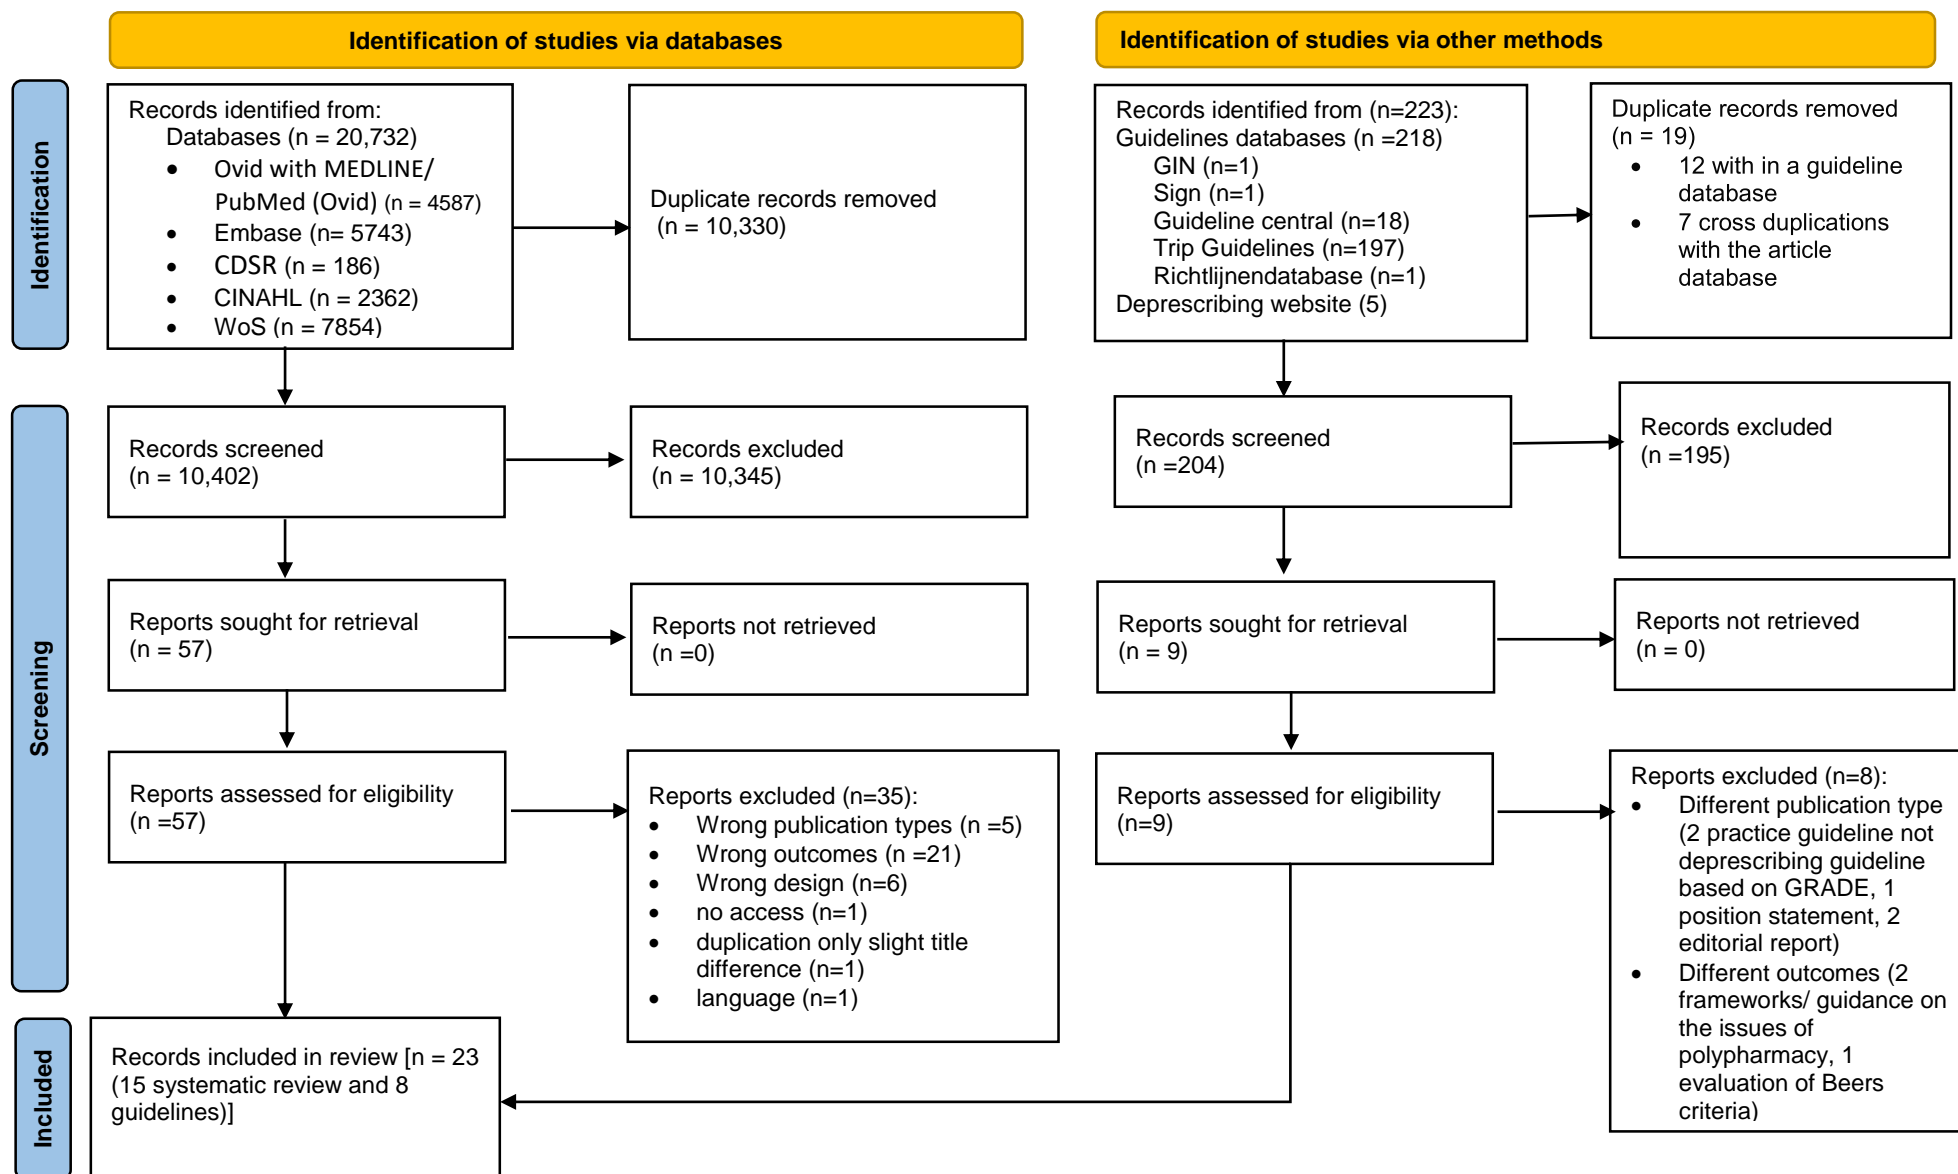 Identification of studies via databases
Identification of studies via other methods
Identification
Records identified from:
Databases (n = 20,732)
• Ovid with MEDLINE/
PubMed (Ovid) (n = 4587)
• Embase (n= 5743)
• CDSR (n = 186)
• CINAHL (n = 2362)
• WoS (n = 7854)
Duplicate records removed
(n = 10,330)
Records identified from (n=223):
Guidelines databases (n =218)
GIN (n=1)
Sign (n=1)
Guideline central (n=18)
Trip Guidelines (n=197)
Richtlijnendatabase (n=1)
Deprescribing website (5)
Duplicate records removed
(n = 19)
• 12 with in a guideline
database
• 7 cross duplications
with the article
database
Screening
Records screened
(n = 10,402)
Records excluded
(n = 10,345)
Records screened
(n =204)
Records excluded
(n =195)
Reports sought for retrieval
(n = 57)
Reports not retrieved
(n =0)
Reports sought for retrieval
(n = 9)
Reports not retrieved
(n = 0)
Reports assessed for eligibility
(n =57)
Reports excluded (n=35):
• Wrong publication types (n =5)
• Wrong outcomes (n =21)
• Wrong design (n=6)
• no access (n=1)
• duplication only slight title
difference (n=1)
• language (n=1)
Reports assessed for eligibility
(n=9)
Reports excluded (n=8):
• Different publication type
(2 practice guideline not
deprescribing guideline
based on GRADE, 1
position statement, 2
editorial report)
• Different outcomes (2
frameworks/ guidance on
the issues of
polypharmacy, 1
evaluation of Beers
criteria)
Included
Records included in review [n = 23
(15 systematic review and 8
guidelines)]